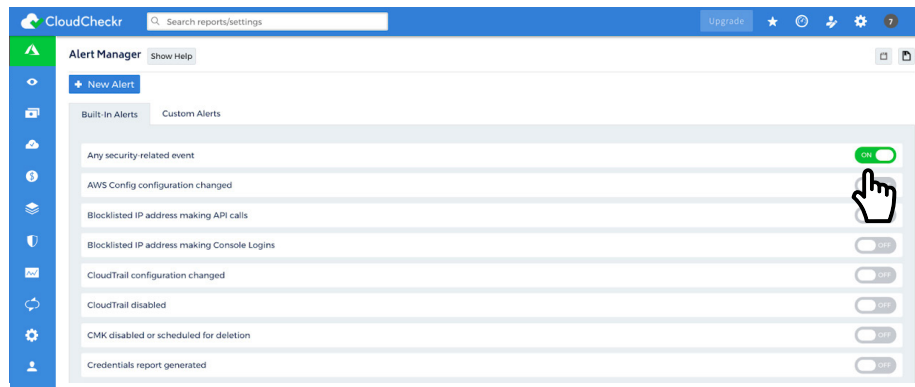 CloudCheckr
Search reports/settings
Upgrade
7
Alert Manager Show Help
+ New Alert
Built-In Alerts Custom Alerts
Any security-related event ON
AWS Config configuration changed
Blocklisted IP address making API calls
Blocklisted IP address making Console Logins OFF
CloudTrail configuration changed OFF
CloudTrail disabled OFF
CMK disabled or scheduled for deletion OFF
Credentials report generated OFF